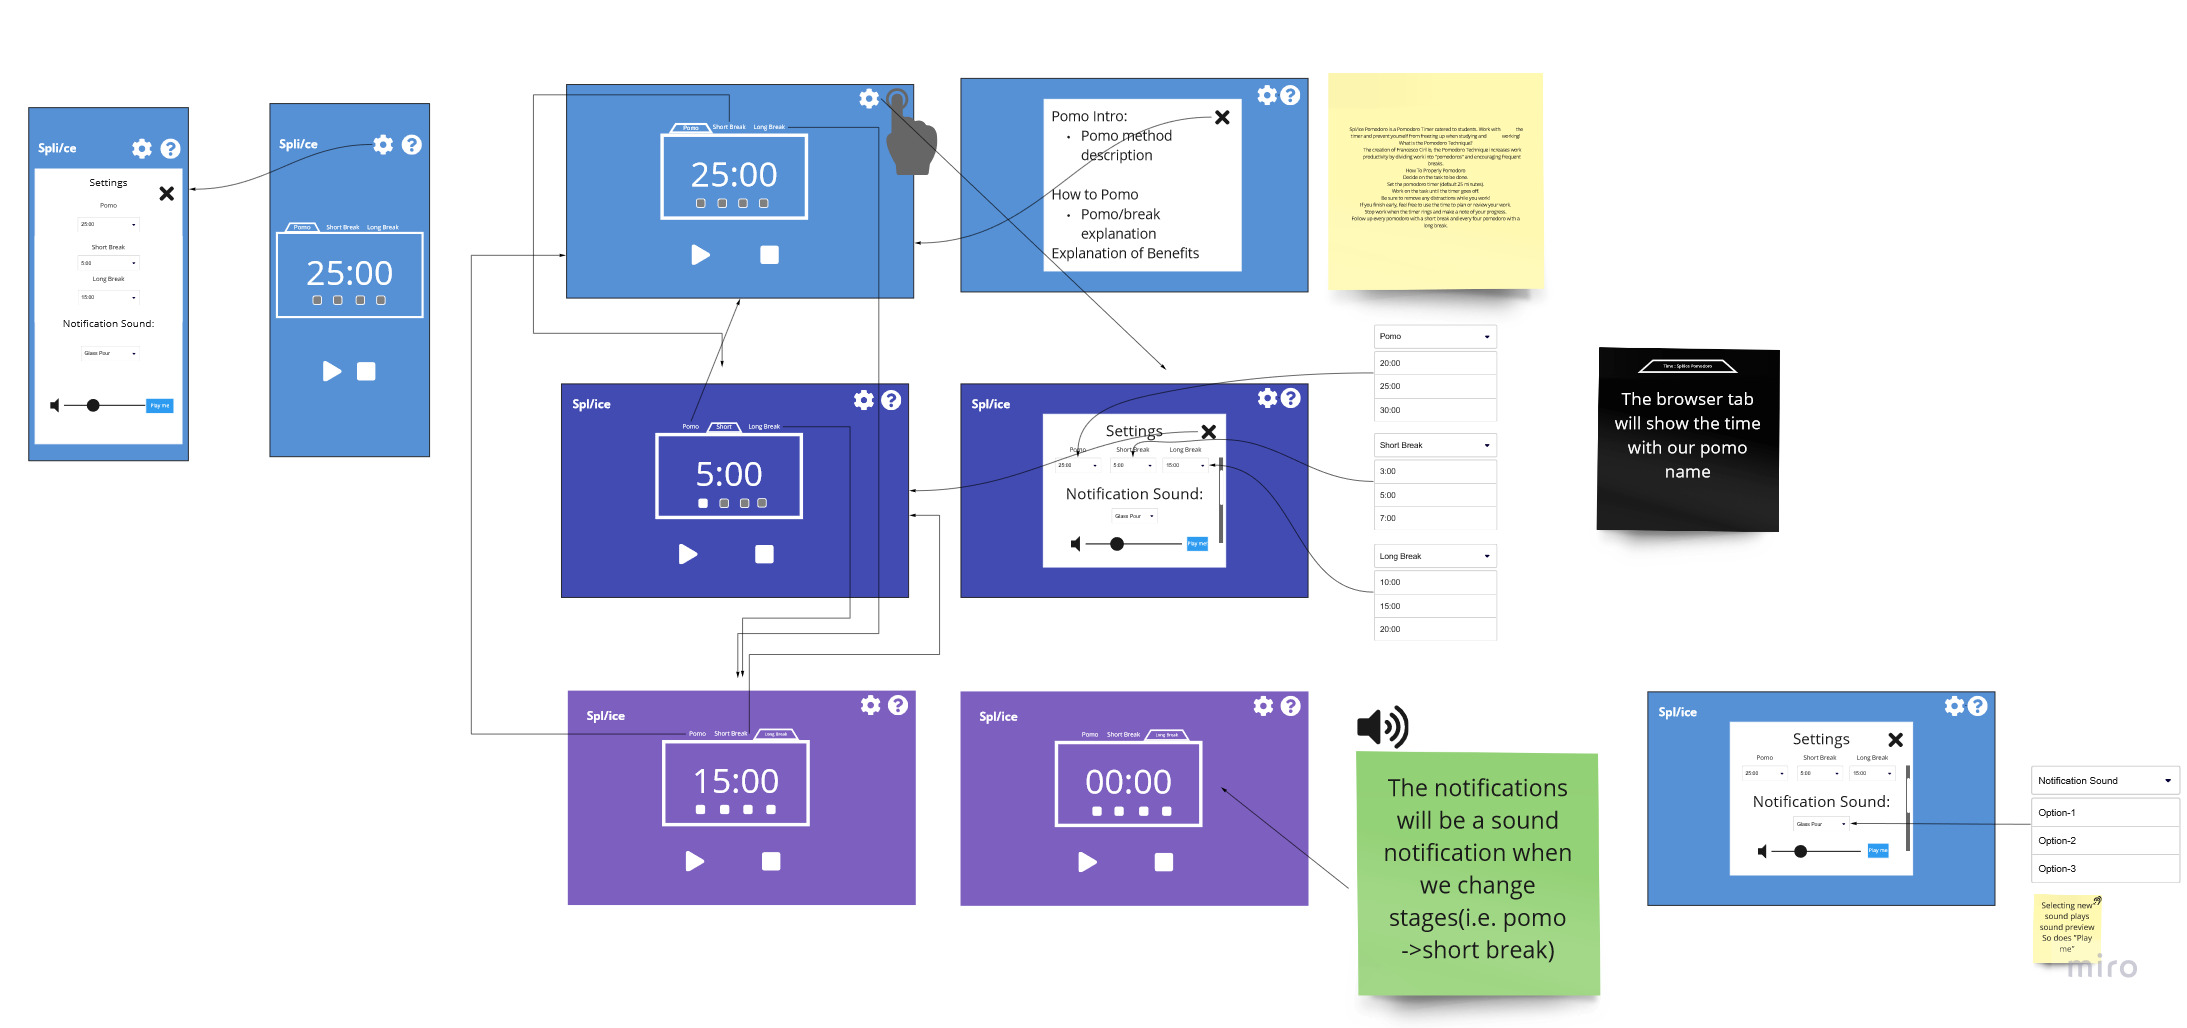 Spl/ice
Settings
Pomo
25:00
Short Break
5:00
Long Break
15:00
Notification Sound:
Glass Pour
Play me
Spl/ice
Pomo Short Break Long Break
25:00
Pomo Short Break Long Break
25:00
Pomo Intro:
• Pomo method
description
How to Pomo
• Pomo/break
explanation
Explanation of Benefits
Spl/ice Pomodoro is a Pomodoro Timer catered to students. Work with the
timer and prevent yourself from freezing up when studying and working!
What is the Pomodoro Technique?
The creation of Francesco Cirillo, the Pomodoro Technique increases work
productivity by dividing work into "pomodoros" and encouraging frequent
breaks.
How To Properly Pomodoro
Decide on the task to be done.
Set the pomodoro timer (default 25 minutes).
Work on the task until the timer goes off.
Be sure to remove any distractions while you work!
If you finish early, Feel free to use the time to plan or review your work.
Stop work when the timer rings and make a note of your progress.
Follow up every pomodoro with a short break and every four pomodoro with a
long break.
Spl/ice
Pomo Short Long Break
5:00
Spl/ice
Settings
Pomo Short Break Long Break
25:00 5:00 15:00
Notification Sound:
Glass Pour
Play me!
Pomo
20:00
25:00
30:00
Short Break
3:00
5:00
7:00
Long Break
10:00
15:00
20:00
Time : Spl/ice Pomodoro
The browser tab
will show the time
with our pomo
name
Spl/ice
Pomo Short Break Long Break
15:00
Spl/ice
Pomo Short Break Long Break
00:00
The notifications
will be a sound
notification when
we change
stages(i.e. pomo
->short break)
Spl/ice
Settings
Pomo Short Break Long Break
25:00 5:00 15:00
Notification Sound:
Glass Pour
Play me
Notification Sound
Option-1
Option-2
Option-3
Selecting new
sound plays
sound preview
So does "Play
me"
miro